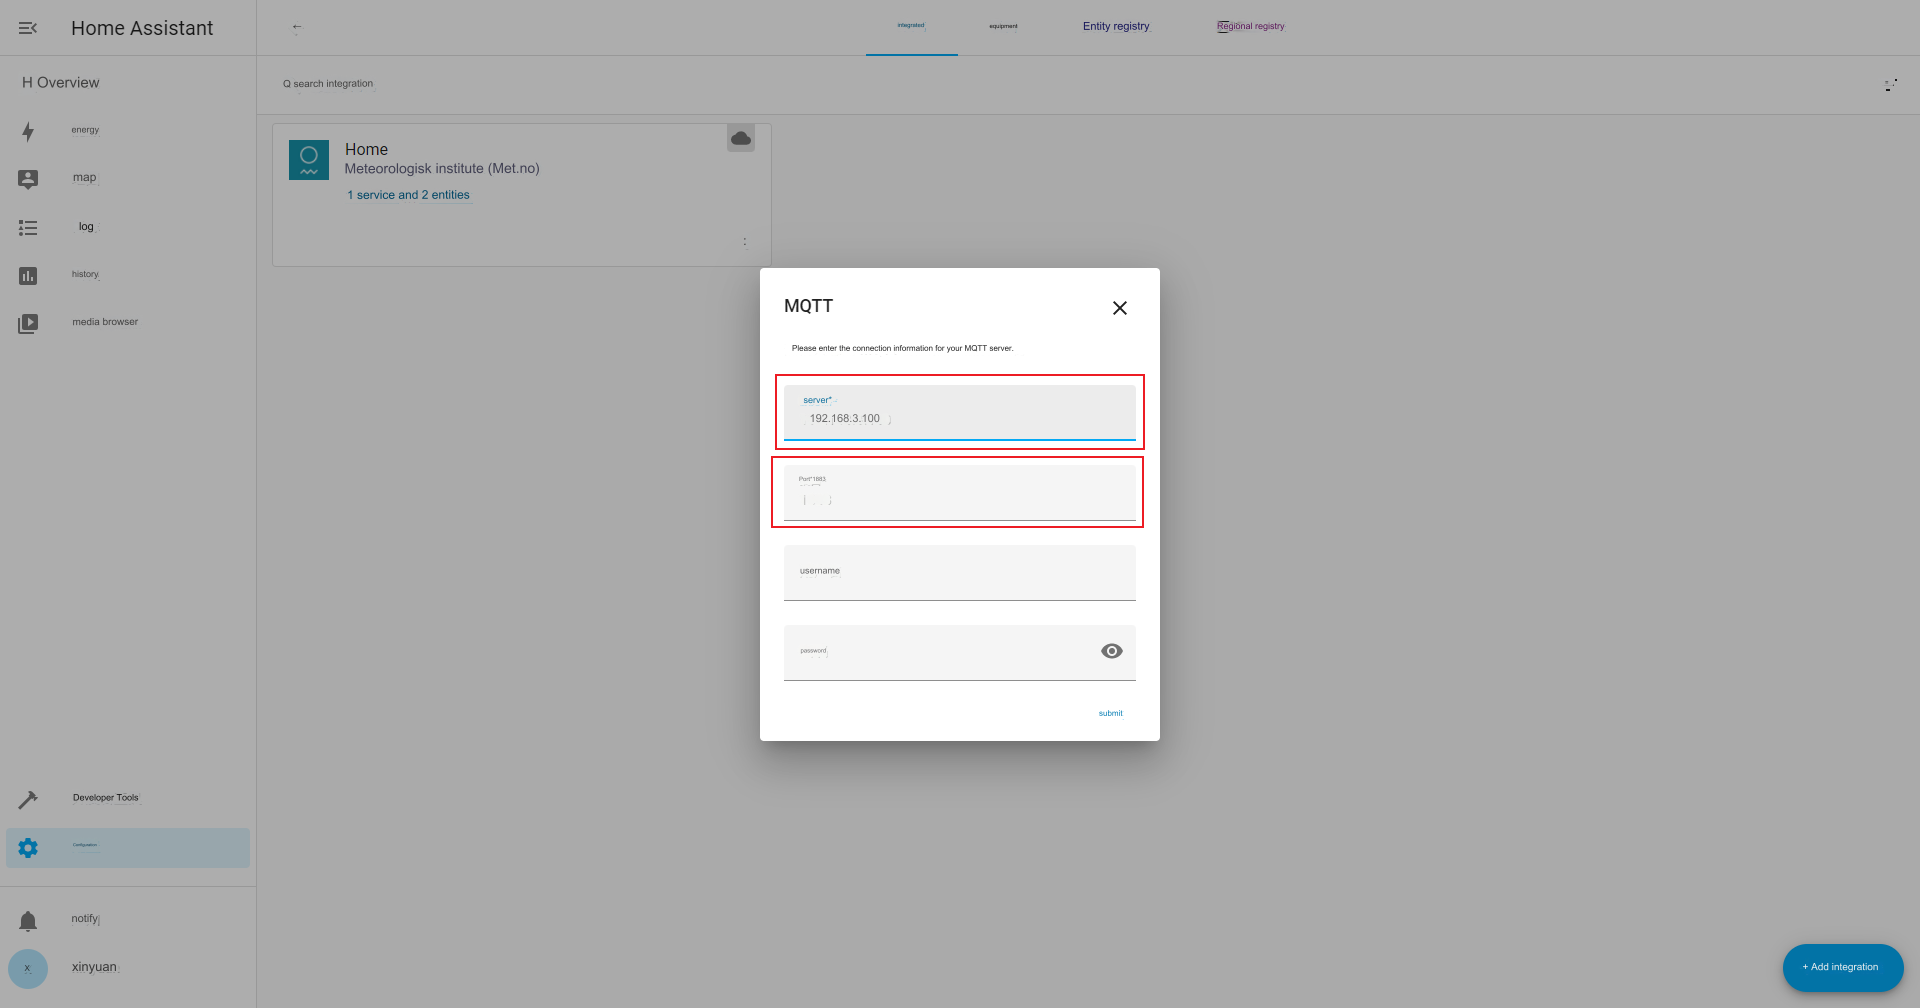 Home Assistant
←
integrated
equipment
Entity registry
Regional registry
H Overview
Q search integration
energy
map
log
history
media browser
Home
Meteorologisk institute (Met.no)
1 service and 2 entities
MQTT
Please enter the connection information for your MQTT server.
server*
192.168.3.100
Port*1883
username
password
submit
Developer Tools
Configuration
notify
x
xinyuan
+ Add integration